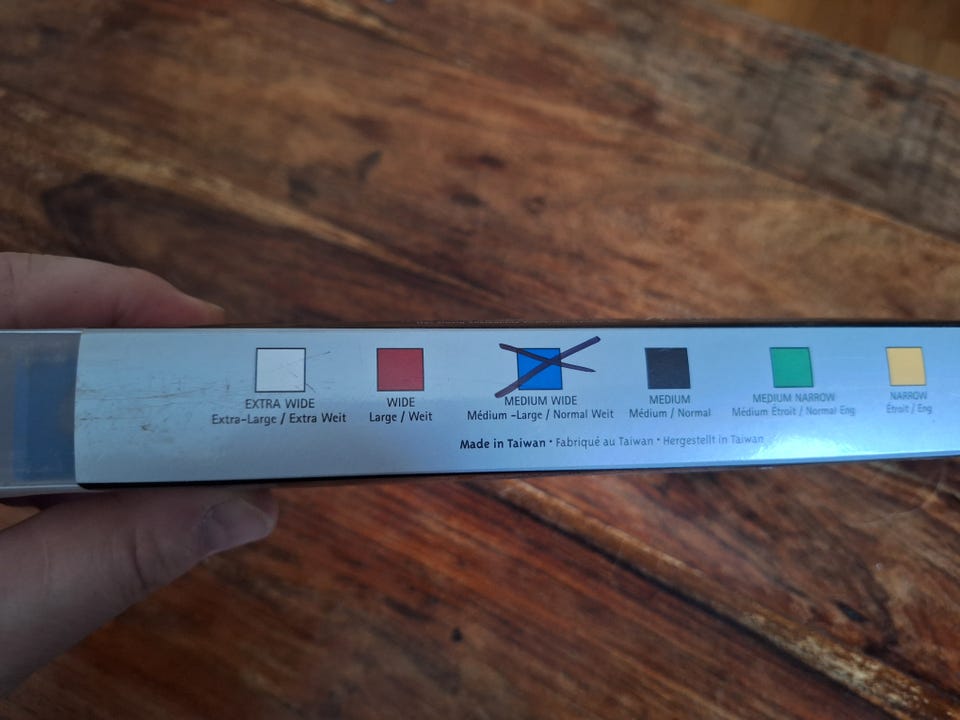 EXTRA WIDE
Extra-Large / Extra Weit
WIDE
Large / Weit
MEDIUM WIDE
Médium -Large / Normal Weit
MEDIUM
Médium / Normal
MEDIUM NARROW
Médium Étroit / Normal Eng
NARROW
Étroit / Eng
Made in Taiwan • Fabriqué au Taiwan • Hergestellt in Taiwan